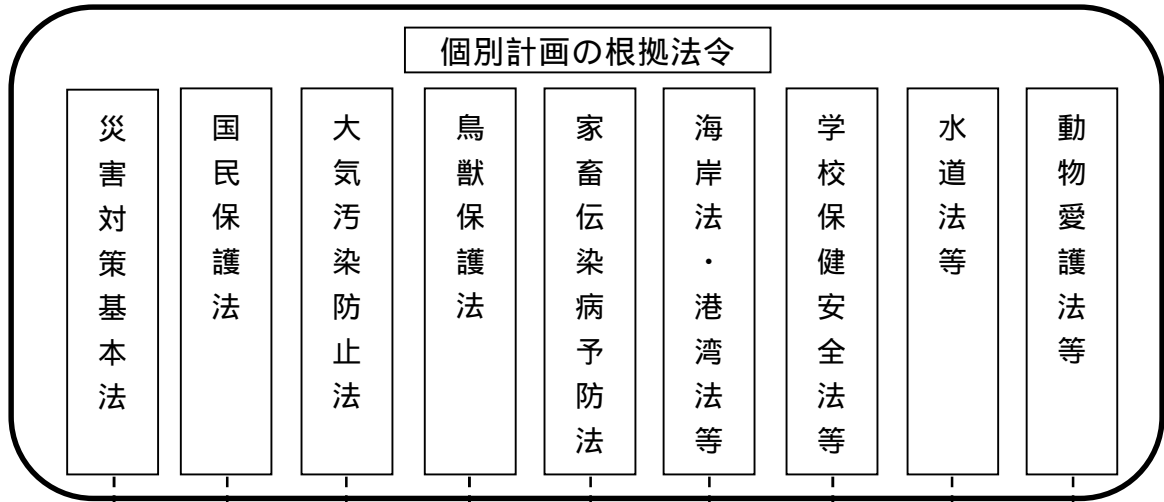 個別計画の根拠法令
災害対策基本法
国民保護法
大気汚染防止法
鳥獣保護法
家畜伝染病予防法
海岸法・港湾法等
学校保健安全法等
水道法等
動物愛護法等